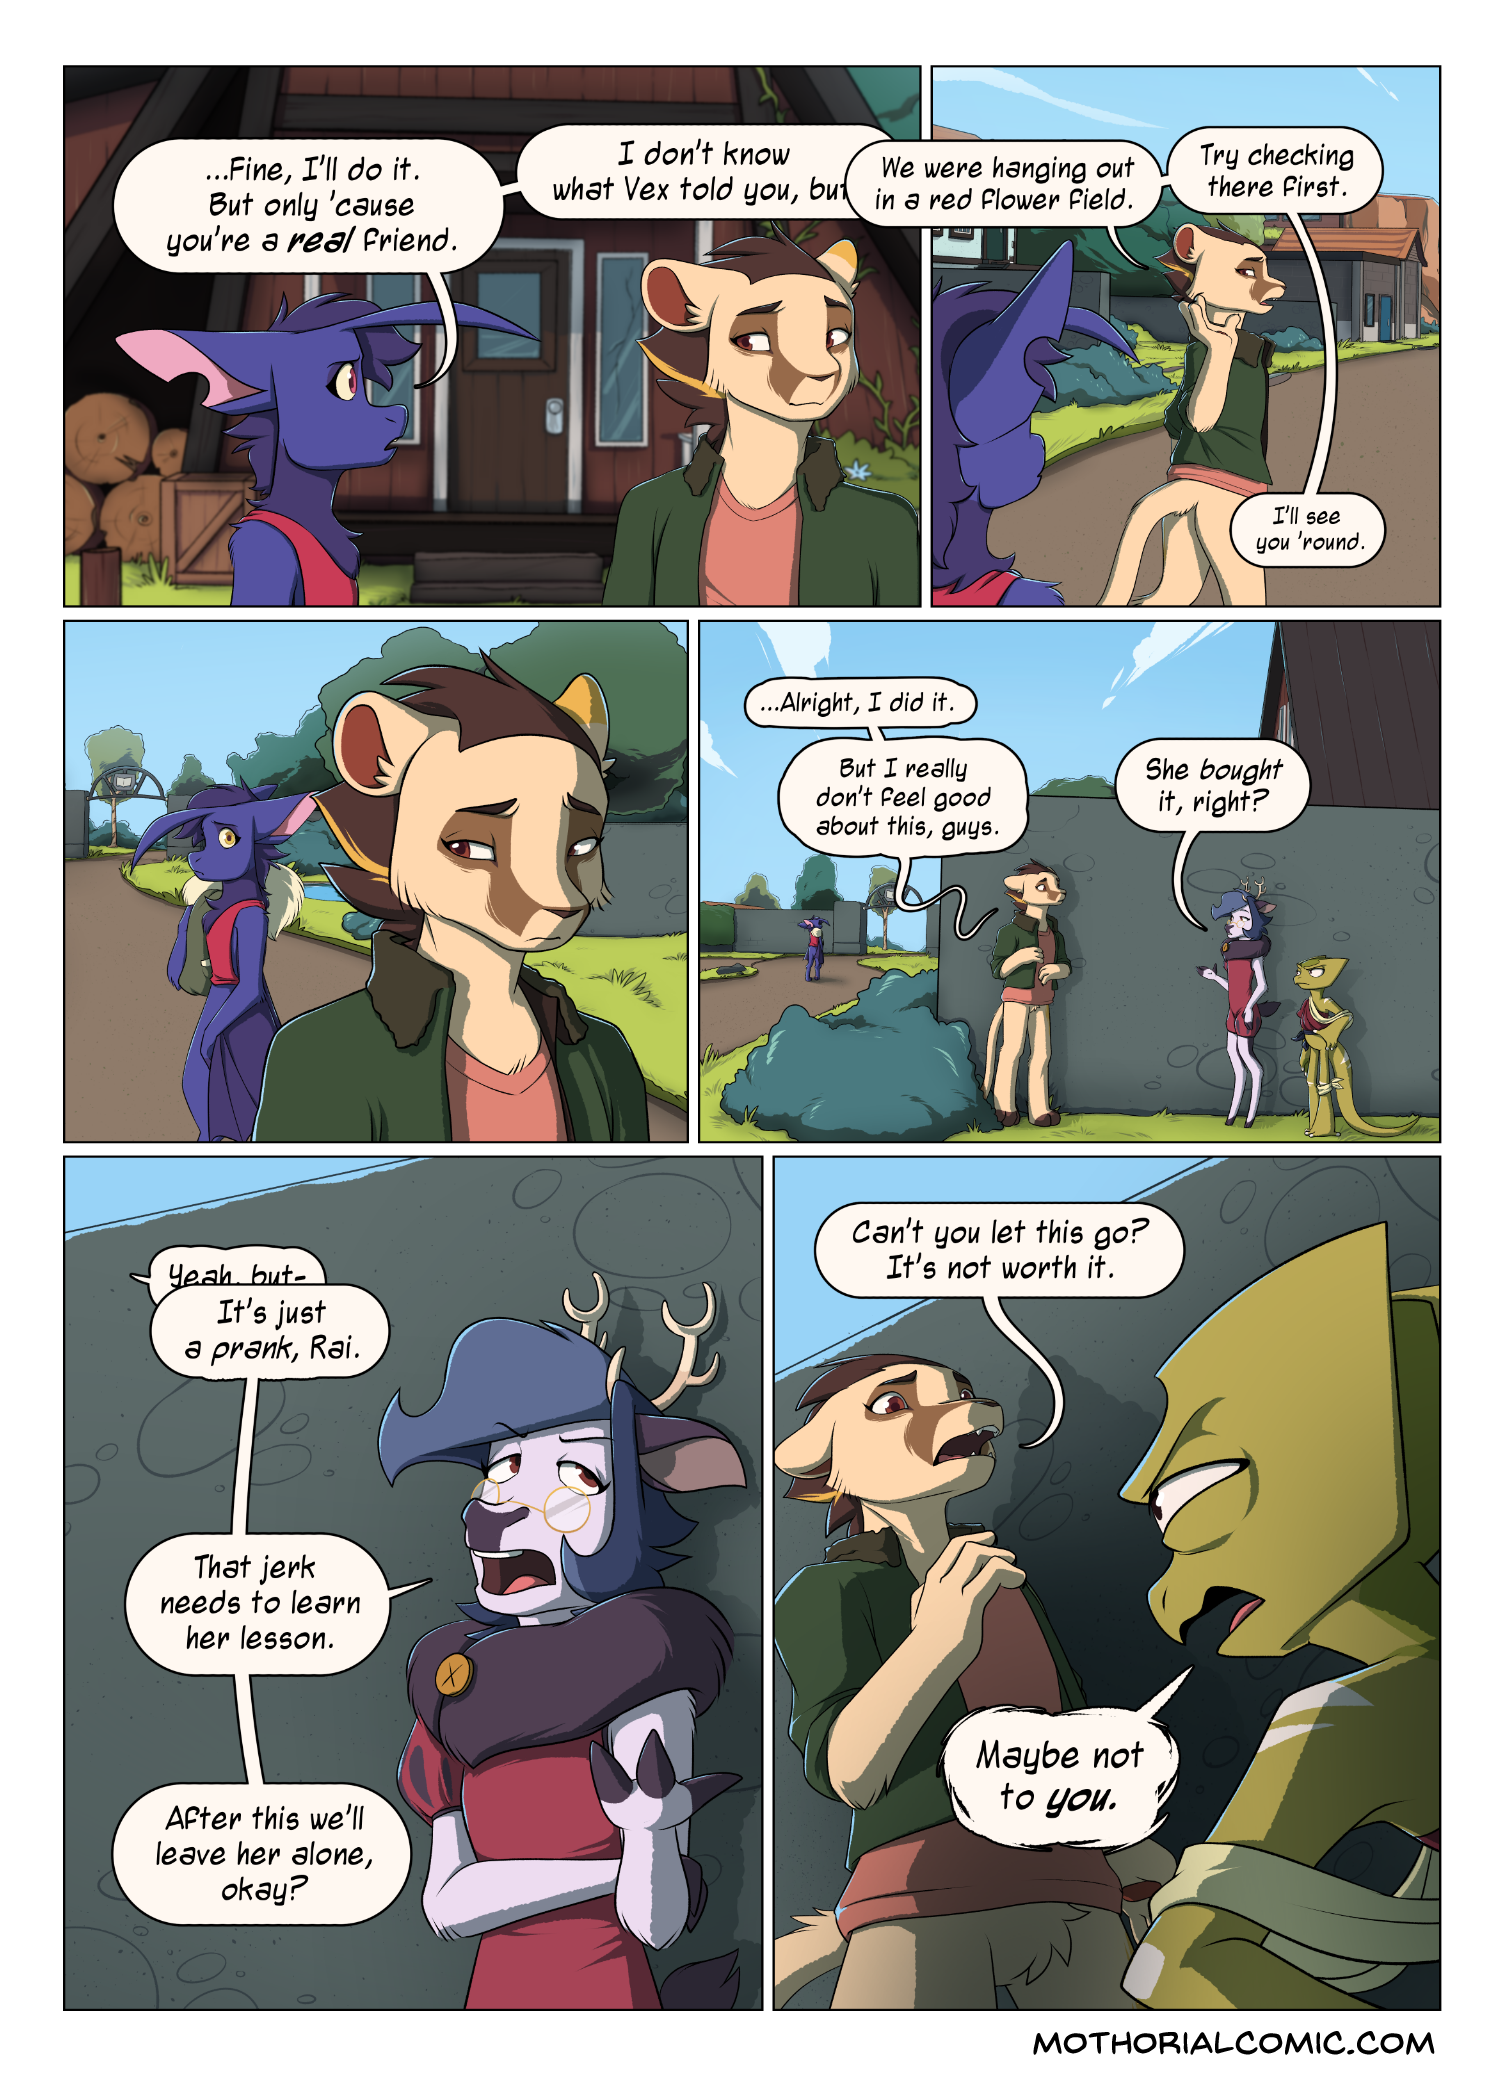 ...Fine, I'll do it.
But only 'cause
you're a real friend.
I don't know
what Vex told you, but
We were hanging out
in a red flower field.
Try checking
there first.
I'll see
you 'round.
...Alright, I did it.
But I really
don't feel good
about this, guys.
She bought
it, right?
Yeah, but-
It's just
a prank, Rai.
That jerk
needs to learn
her lesson.
After this we'll
leave her alone,
okay?
Can't you let this go?
It's not worth it.
Maybe not
to you.
MOTHORIALCOMIC.COM